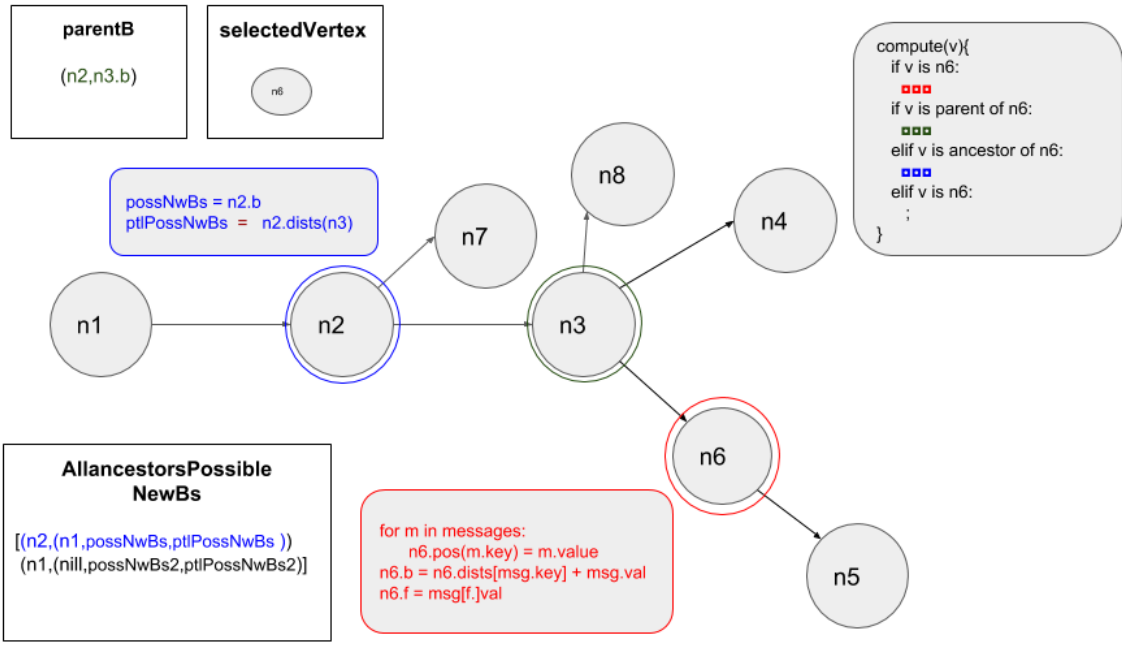 parentB
(n2,n3.b)
selectedVertex
n6
compute(v){
if v is n6:
if v is parent of n6:
elif v is ancestor of n6:
elif v is n6:
;
}
possNwBs = n2.b
ptlPossNwBs = n2.dists(n3)
n8
n7
n4
n1
n2
n3
n6
n5
AllancestorsPossible
NewBs
[(n2,(n1,possNwBs,ptlPossNwBs ))
(n1,(nill,possNwBs2,ptlPossNwBs2)]
for m in messages:
n6.pos(m.key) = m.value
n6.b = n6.dists[msg.key] + msg.val
n6.f = msg[f.]val